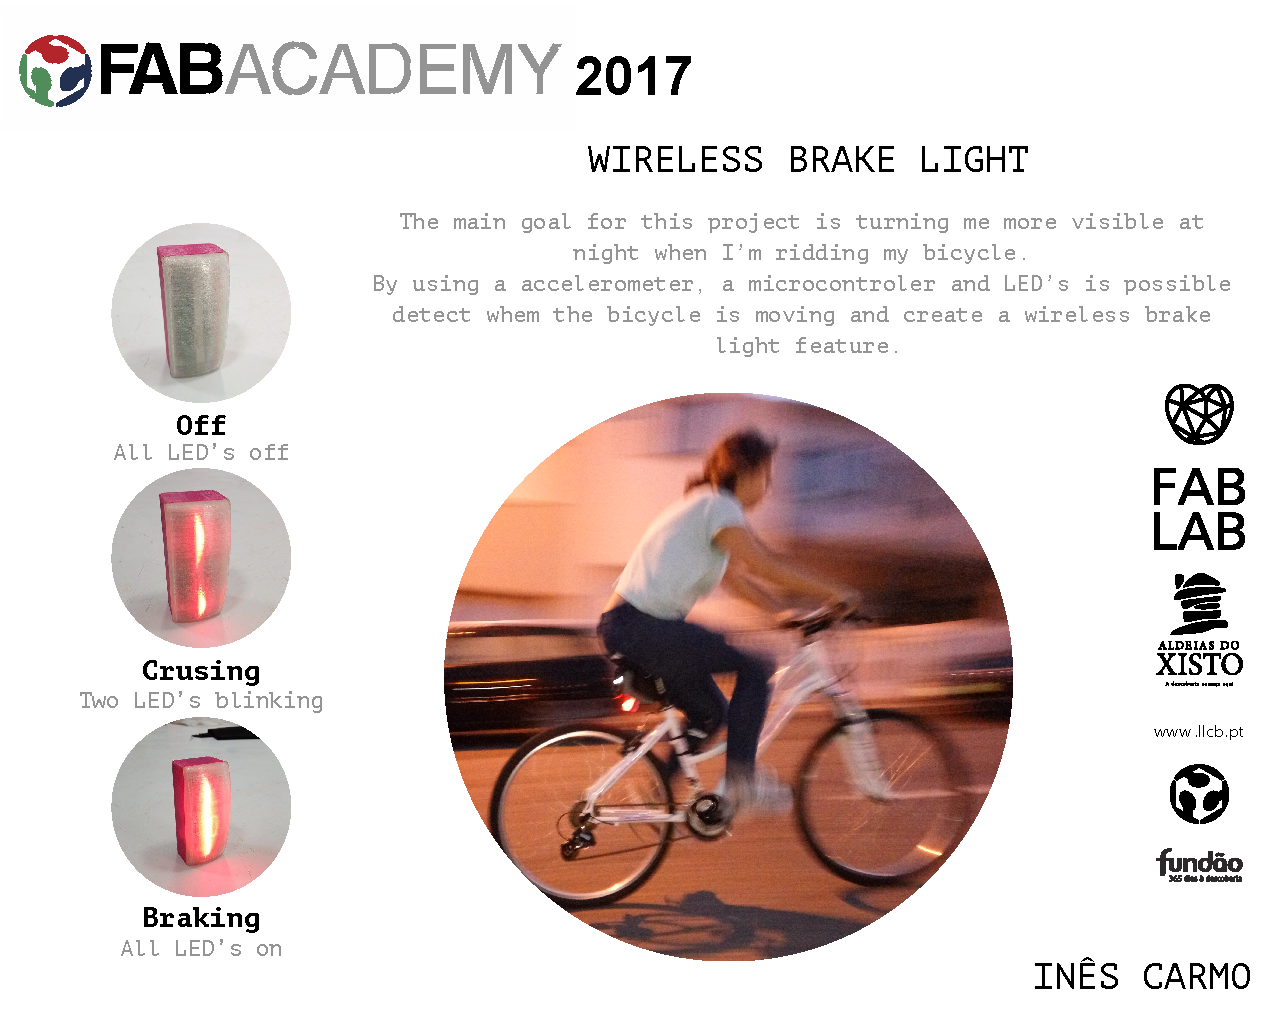 FABACADEMY 2017
WIRELESS BRAKE LIGHT
The main goal for this project is turning me more visible at
night when I'm ridding my bicycle.
By using a accelerometer, a microcontroler and LED's is possible
detect whem the bicycle is moving and create a wireless brake
light feature.
Off
All LED's off
Crusing
Two LED's blinking
Braking
All LED's on
FAB
LAB
ALDEIAS DO
XISTO
www.llcb.pt
fundão
365 dias à descoberta
INÊS CARMO